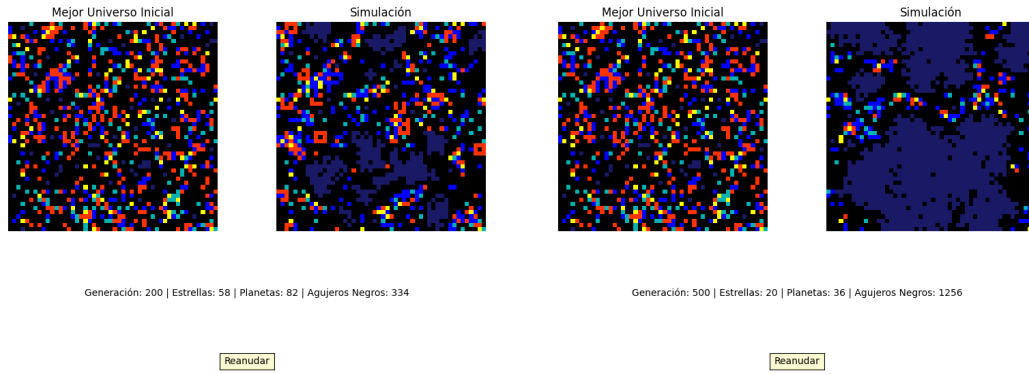 Mejor Universo Inicial
Simulación
Mejor Universo Inicial
Simulación
Generación: 200 | Estrellas: 58 | Planetas: 82 | Agujeros Negros: 334
Generación: 500 | Estrellas: 20 | Planetas: 36 | Agujeros Negros: 1256
Reanudar
Reanudar